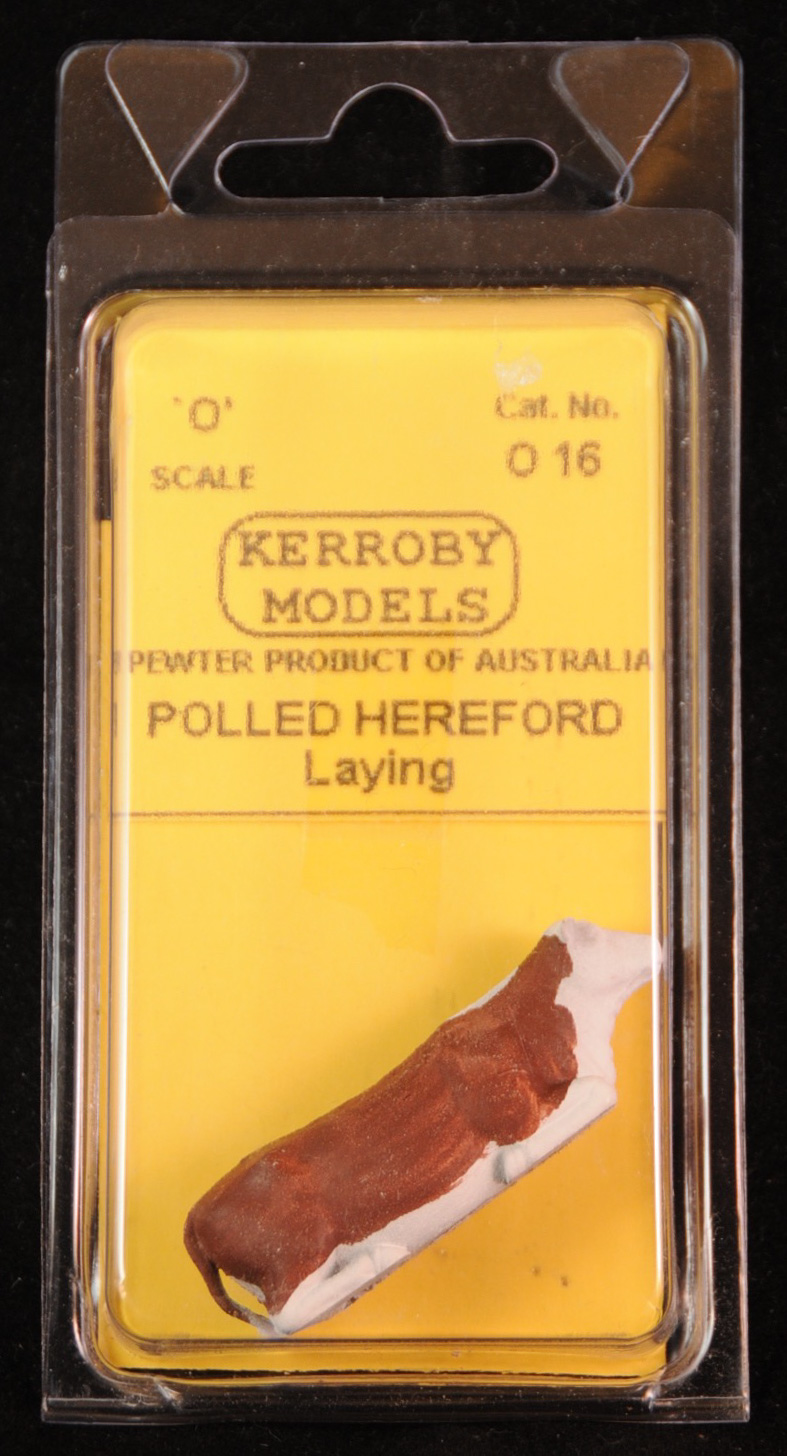 `O'
SCALE
Cat. No.
O 16
KERROBY
MODELS
PEWTER PRODUCT OF AUSTRALIA
POLLED HEREFORD
Laying